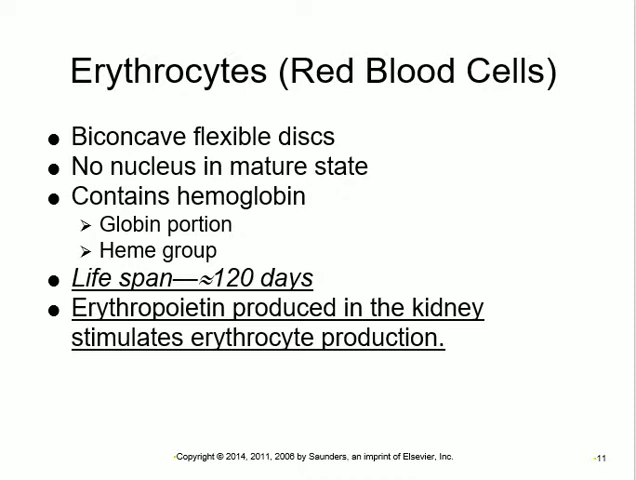 Erythrocytes (Red Blood Cells)
● Biconcave flexible discs
● No nucleus in mature state
● Contains hemoglobin
➢ Globin portion
➢ Heme group
● Life span—≈120 days
● Erythropoietin produced in the kidney
stimulates erythrocyte production.
•Copyright © 2014, 2011, 2006 by Saunders, an imprint of Elsevier, Inc.
•11